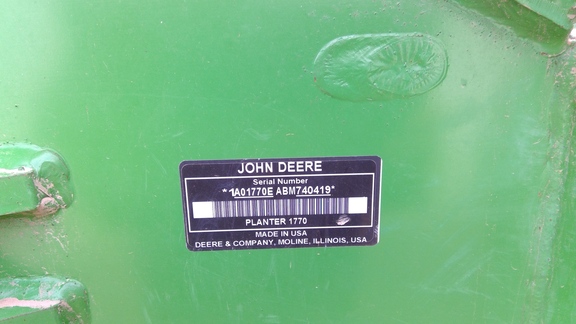 JOHN DEERE
Serial Number
*1A01770E ABM740419*
PLANTER 1770
MADE IN USA
DEERE & COMPANY, MOLINE, ILLINOIS, USA